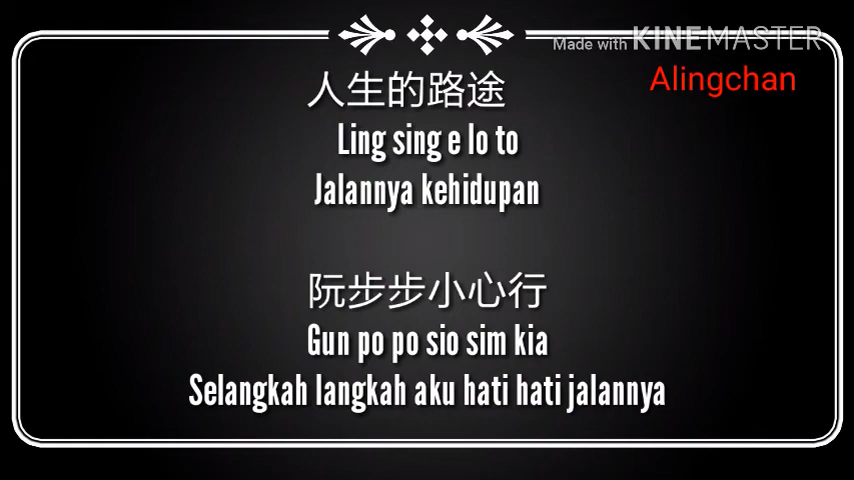 Made with KINEMASTER
Alingchan
人生的路途
Ling sing e lo to
Jalannya kehidupan
阮步步小心行
Gun po po sio sim kia
Selangkah langkah aku hati hati jalannya